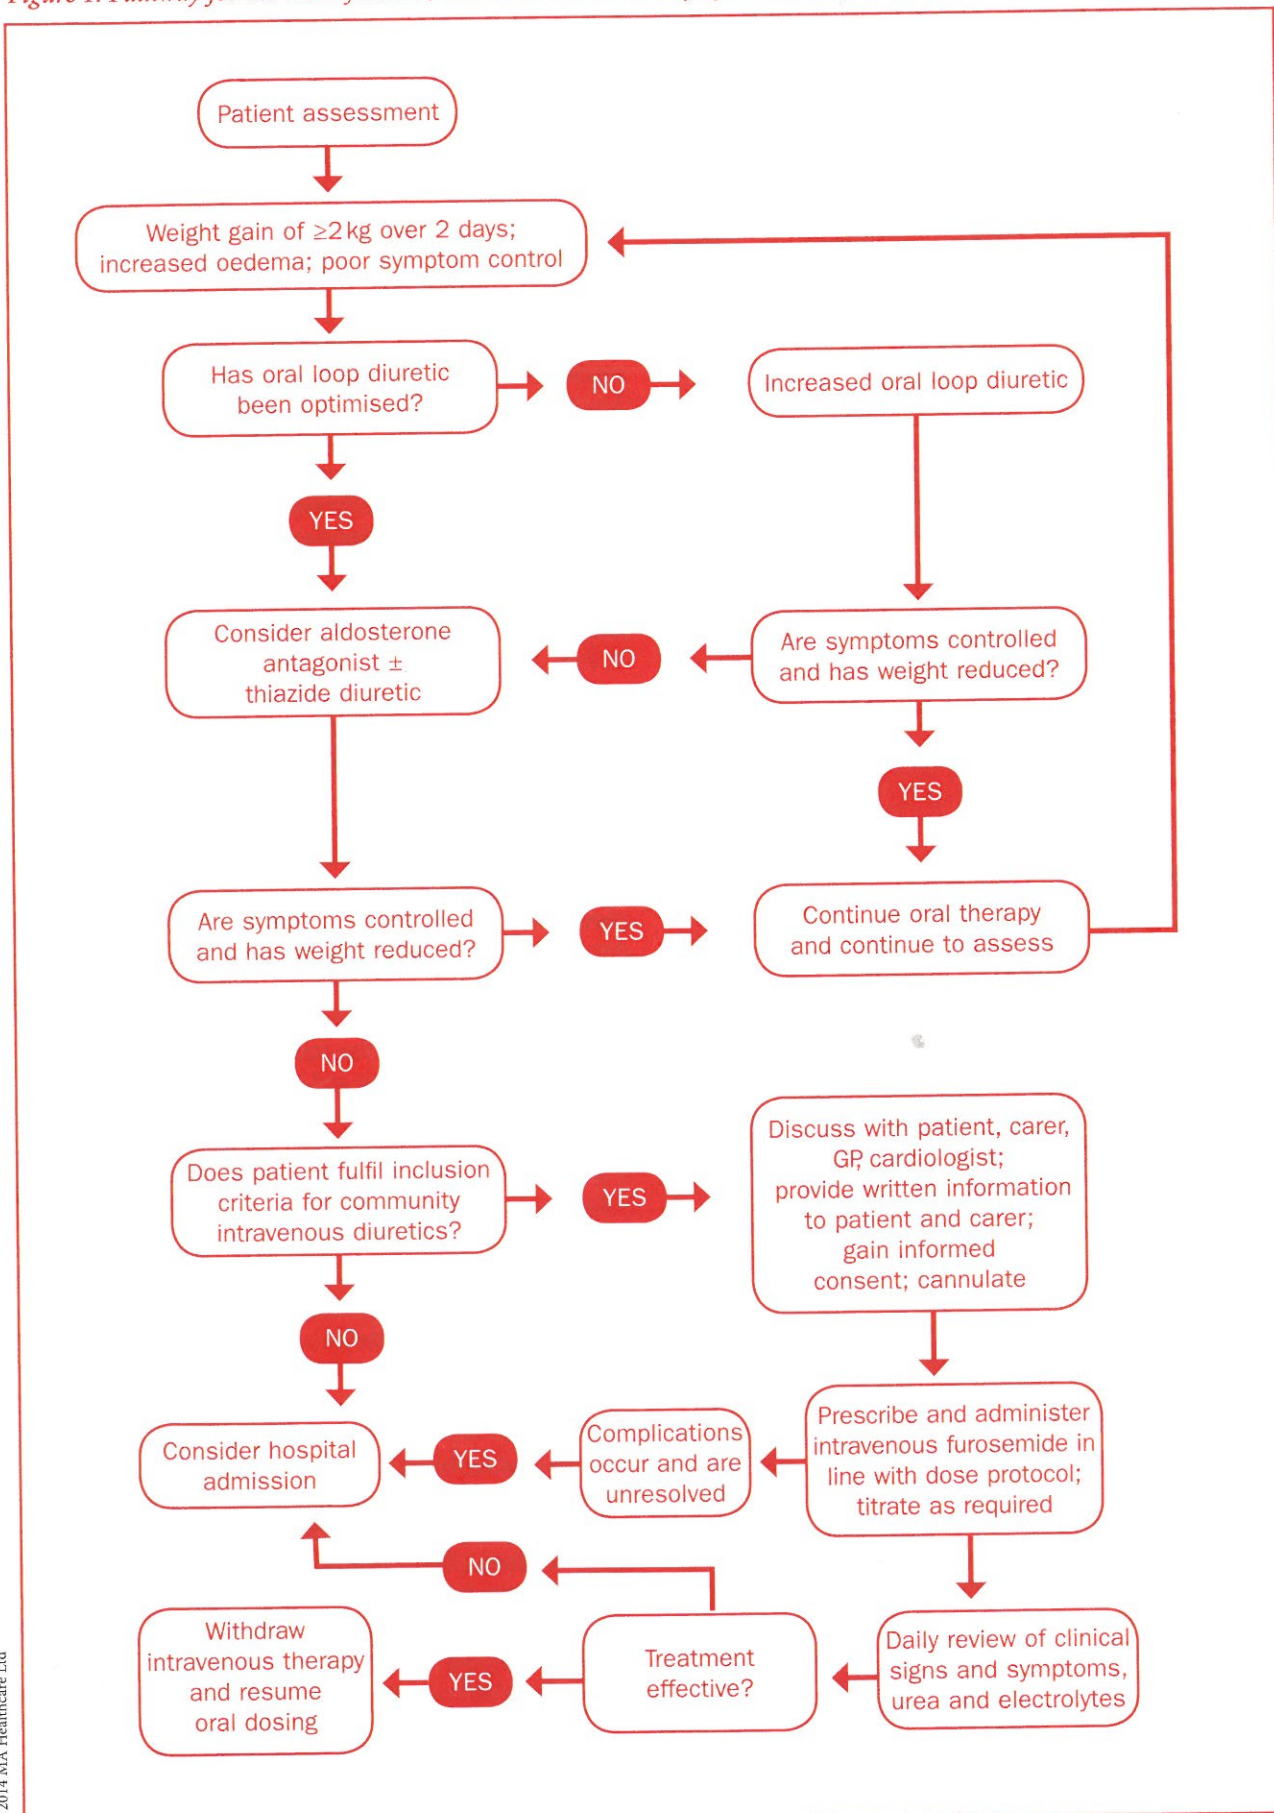 Patient assessment
Weight gain of ≥2 kg over 2 days;
increased oedema; poor symptom control
Has oral loop diuretic
been optimised?
NO
Increased oral loop diuretic
YES
Consider aldosterone
antagonist ±
thiazide diuretic
NO
Are symptoms controlled
and has weight reduced?
YES
Are symptoms controlled
and has weight reduced?
YES
Continue oral therapy
and continue to assess
NO
Does patient fulfil inclusion
criteria for community
intravenous diuretics?
YES
Discuss with patient, carer,
GP, cardiologist;
provide written information
to patient and carer;
gain informed
consent; cannulate
NO
Consider hospital
admission
YES
Complications
occur and are
unresolved
Prescribe and administer
intravenous furosemide in
line with dose protocol;
titrate as required
NO
Withdraw
intravenous therapy
and resume
oral dosing
YES
Treatment
effective?
Daily review of clinical
signs and symptoms,
urea and electrolytes
2014 MA Healthcare Ltd